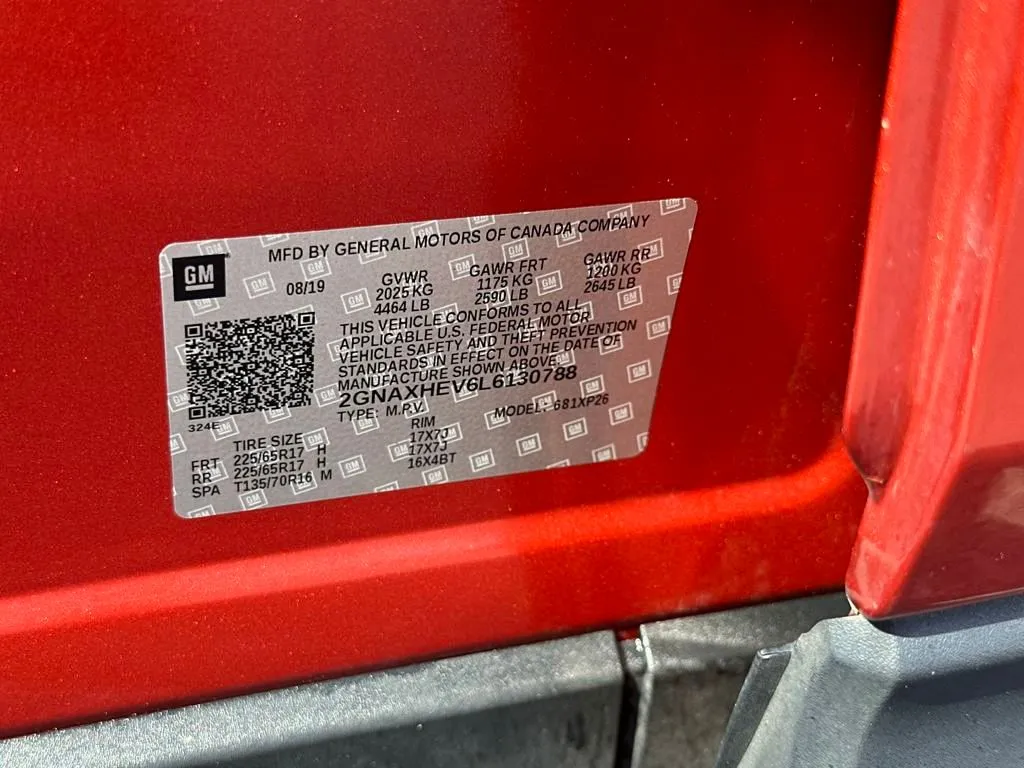 MFD BY GENERAL MOTORS OF CANADA COMPANY
GM
08/19
GVWR
2025 KG
4464 LB
GAWR FRT
1175 KG
2590 LB
GAWR RR
1200 KG
2645 LB
THIS VEHICLE CONFORMS TO ALL
APPLICABLE U.S. FEDERAL MOTOR
VEHICLE SAFETY AND THEFT PREVENTION
STANDARDS IN EFFECT ON THE DATE OF
MANUFACTURE SHOWN ABOVE.
2GNAXHEV6L6130788
TYPE: M.P.V. MODEL: 681XP26
324E
TIRE SIZE RIM
FRT 225/65R17 H 17X7J
RR 225/65R17 H 17X7J
SPA T135/70R16 M 16X4BT